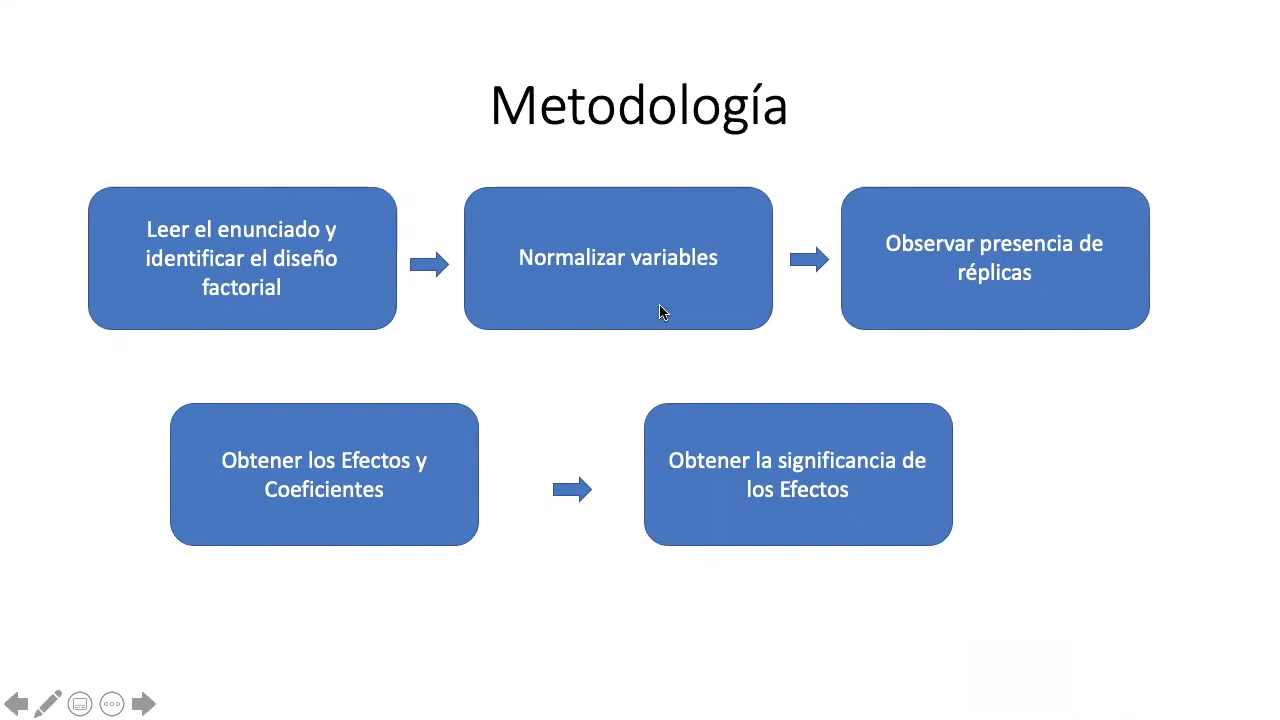 Metodología
Leer el enunciado y
identificar el diseño
factorial
Normalizar variables
Observar presencia de
réplicas
Obtener los Efectos y
Coeficientes
Obtener la significancia de
los Efectos